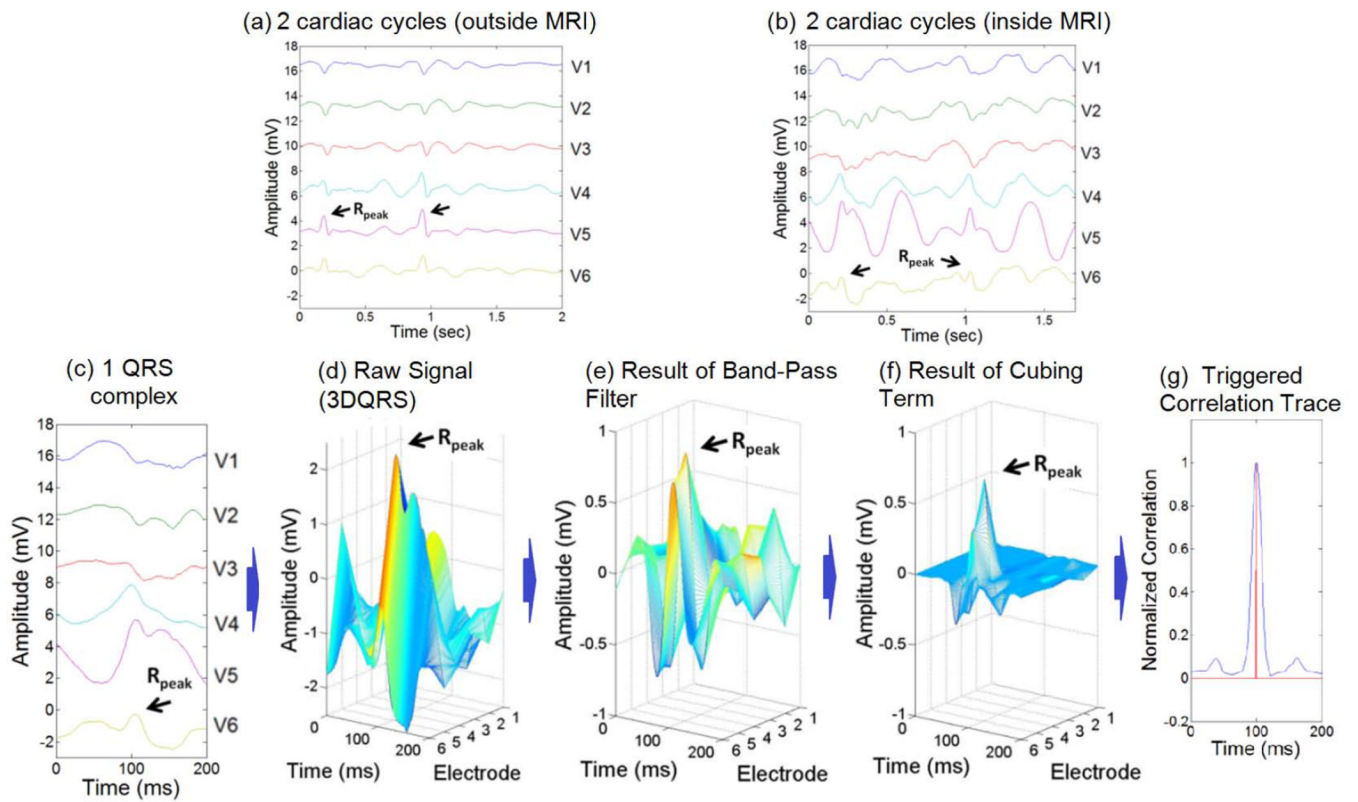 (a) 2 cardiac cycles (outside MRI)
18
16
14
12
10
8
6
4
2
0
-2
Amplitude (mV)
V1
V2
V3
V4
V5
V6
Rpeak
0 0.5 1 1.5 2
Time (sec)
(b) 2 cardiac cycles (inside MRI)
18
16
14
12
10
8
6
4
2
0
-2
Amplitude (mV)
V1
V2
V3
V4
V5
V6
Rpeak
0 0.5 1 1.5
Time (sec)
(c) 1 QRS
complex
18
16
14
12
10
8
6
4
2
0
-2
Amplitude (mV)
V1
V2
V3
V4
V5
V6
Rpeak
0 100 200
Time (ms)
(d) Raw Signal
(3DQRS)
Rpeak
2
1
0
-1
-2
Amplitude (mV)
0
100
200
Time (ms)
6 5 4 3 2 1
Electrode
(e) Result of Band-Pass
Filter
Rpeak
1
0.5
0
-0.5
-1
Amplitude (mV)
0
100
200
Time (ms)
6 5 4 3 2 1
Electrode
(f) Result of Cubing
Term
Rpeak
1
0.5
0
-0.5
-1
Amplitude (mV)
0
100
200
Time (ms)
6 5 4 3 2 1
Electrode
(g) Triggered
Correlation Trace
1
0.8
0.6
0.4
0.2
0
-0.2
Normalized Correlation
0 100 200
Time (ms)